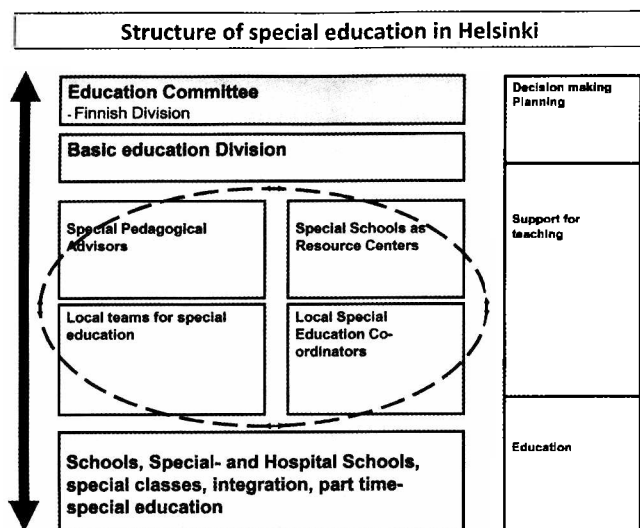 Structure of special education in Helsinki
Education Committee
- Finnish Division
Basic education Division
Special Pedagogical
Advisors
Special Schools as
Resource Centers
Local teams for special
education
Local Special
Education Co-
ordinators
Schools, Special- and Hospital Schools,
special classes, integration, part time-
special education
Decision making
Planning
Support for
teaching
Education